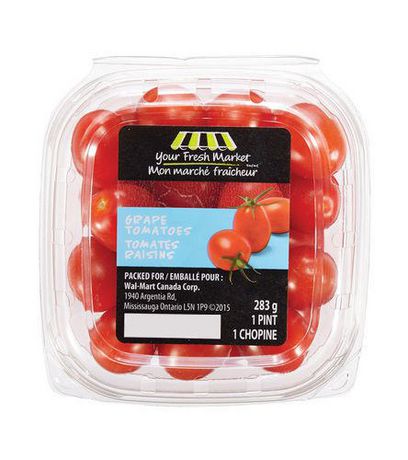 Your Fresh Market
Mon marché fraîcheur
GRAPE
TOMATOES
TOMATES
RAISINS
PACKED FOR / EMBALLÉ POUR :
Wal-Mart Canada Corp.
1940 Argentia Rd,
Mississauga Ontario L5N 1P9 ©2015
283 g
1 PINT
1 CHOPINE